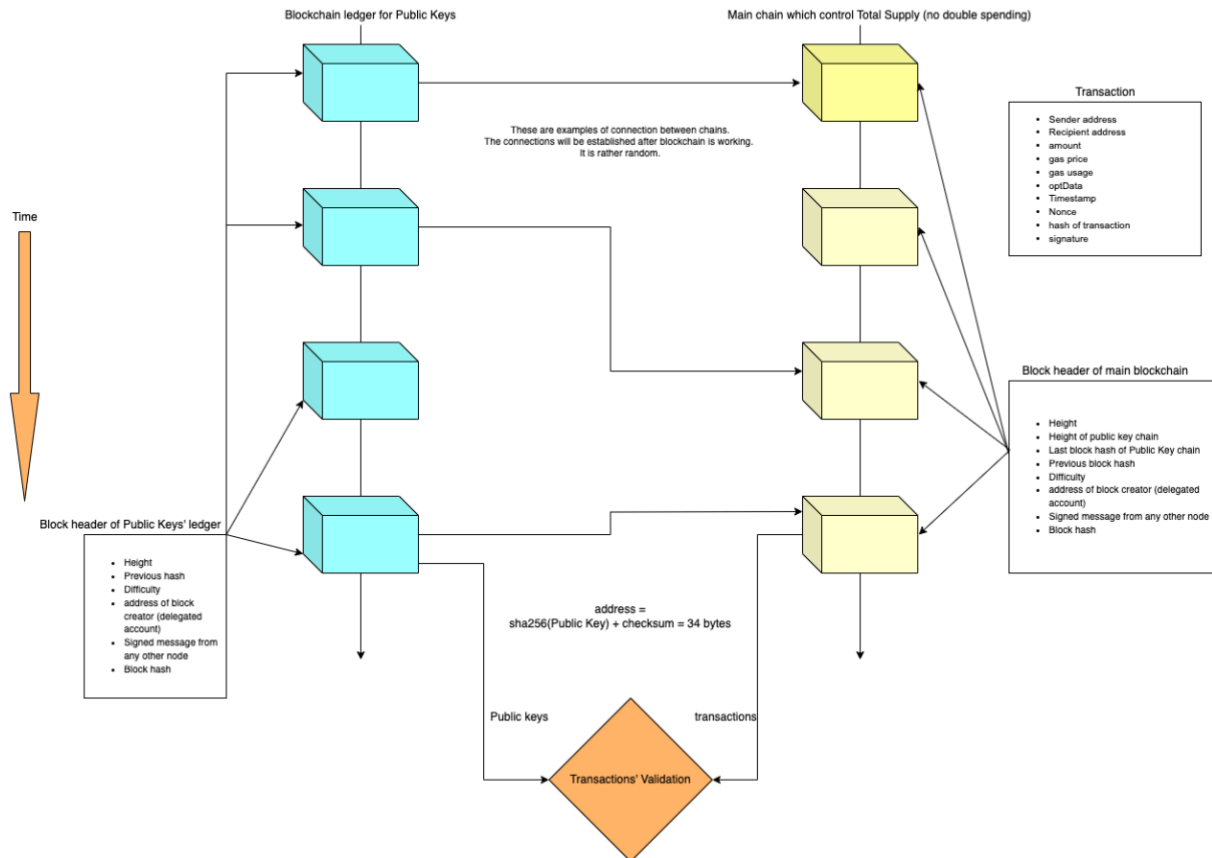 Blockchain ledger for Public Keys
Main chain which control Total Supply (no double spending)
These are examples of connection between chains.
The connections will be established after blockchain is working.
It is rather random.
Transaction
Sender address
Recipient address
amount
gas price
gas usage
optData
Timestamp
Nonce
hash of transaction
signature
Time
Block header of main blockchain
Height
Height of public key chain
Last block hash of Public Key chain
Previous block hash
Difficulty
address of block creator (delegated
account)
Signed message from any other node
Block hash
Block header of Public Keys' ledger
Height
Previous hash
Difficulty
address of block
creator (delegated
account)
Signed message from
any other node
Block hash
address =
sha256(Public Key) + checksum = 34 bytes
Public keys
transactions
Transactions' Validation